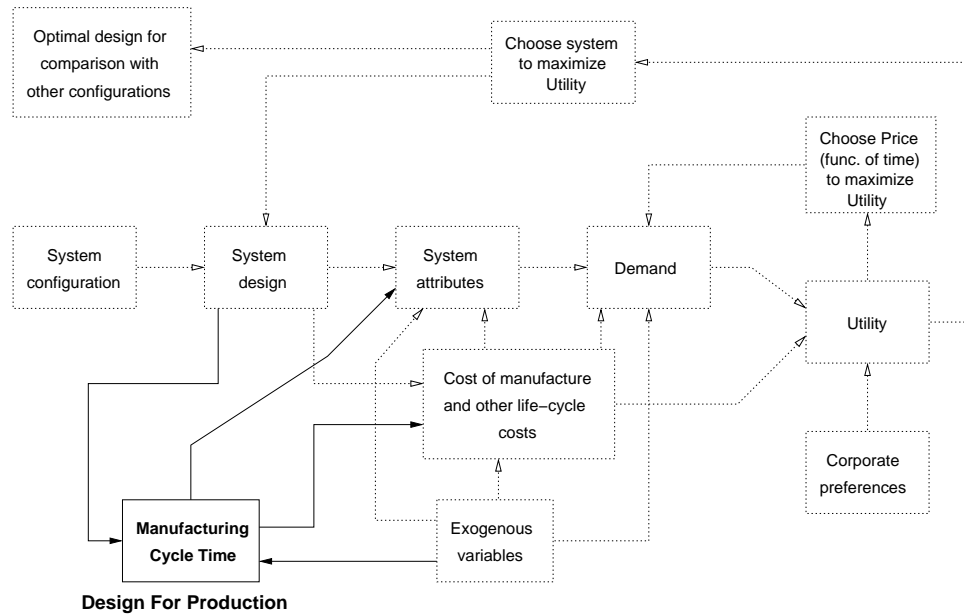 Optimal design for
comparison with
other configurations
Choose system
to maximize
Utility
Choose Price
(func. of time)
to maximize
Utility
System
configuration
System
design
System
attributes
Demand
Utility
Cost of manufacture
and other life−cycle
costs
Corporate
preferences
Manufacturing
Cycle Time
Exogenous
variables
Design For Production